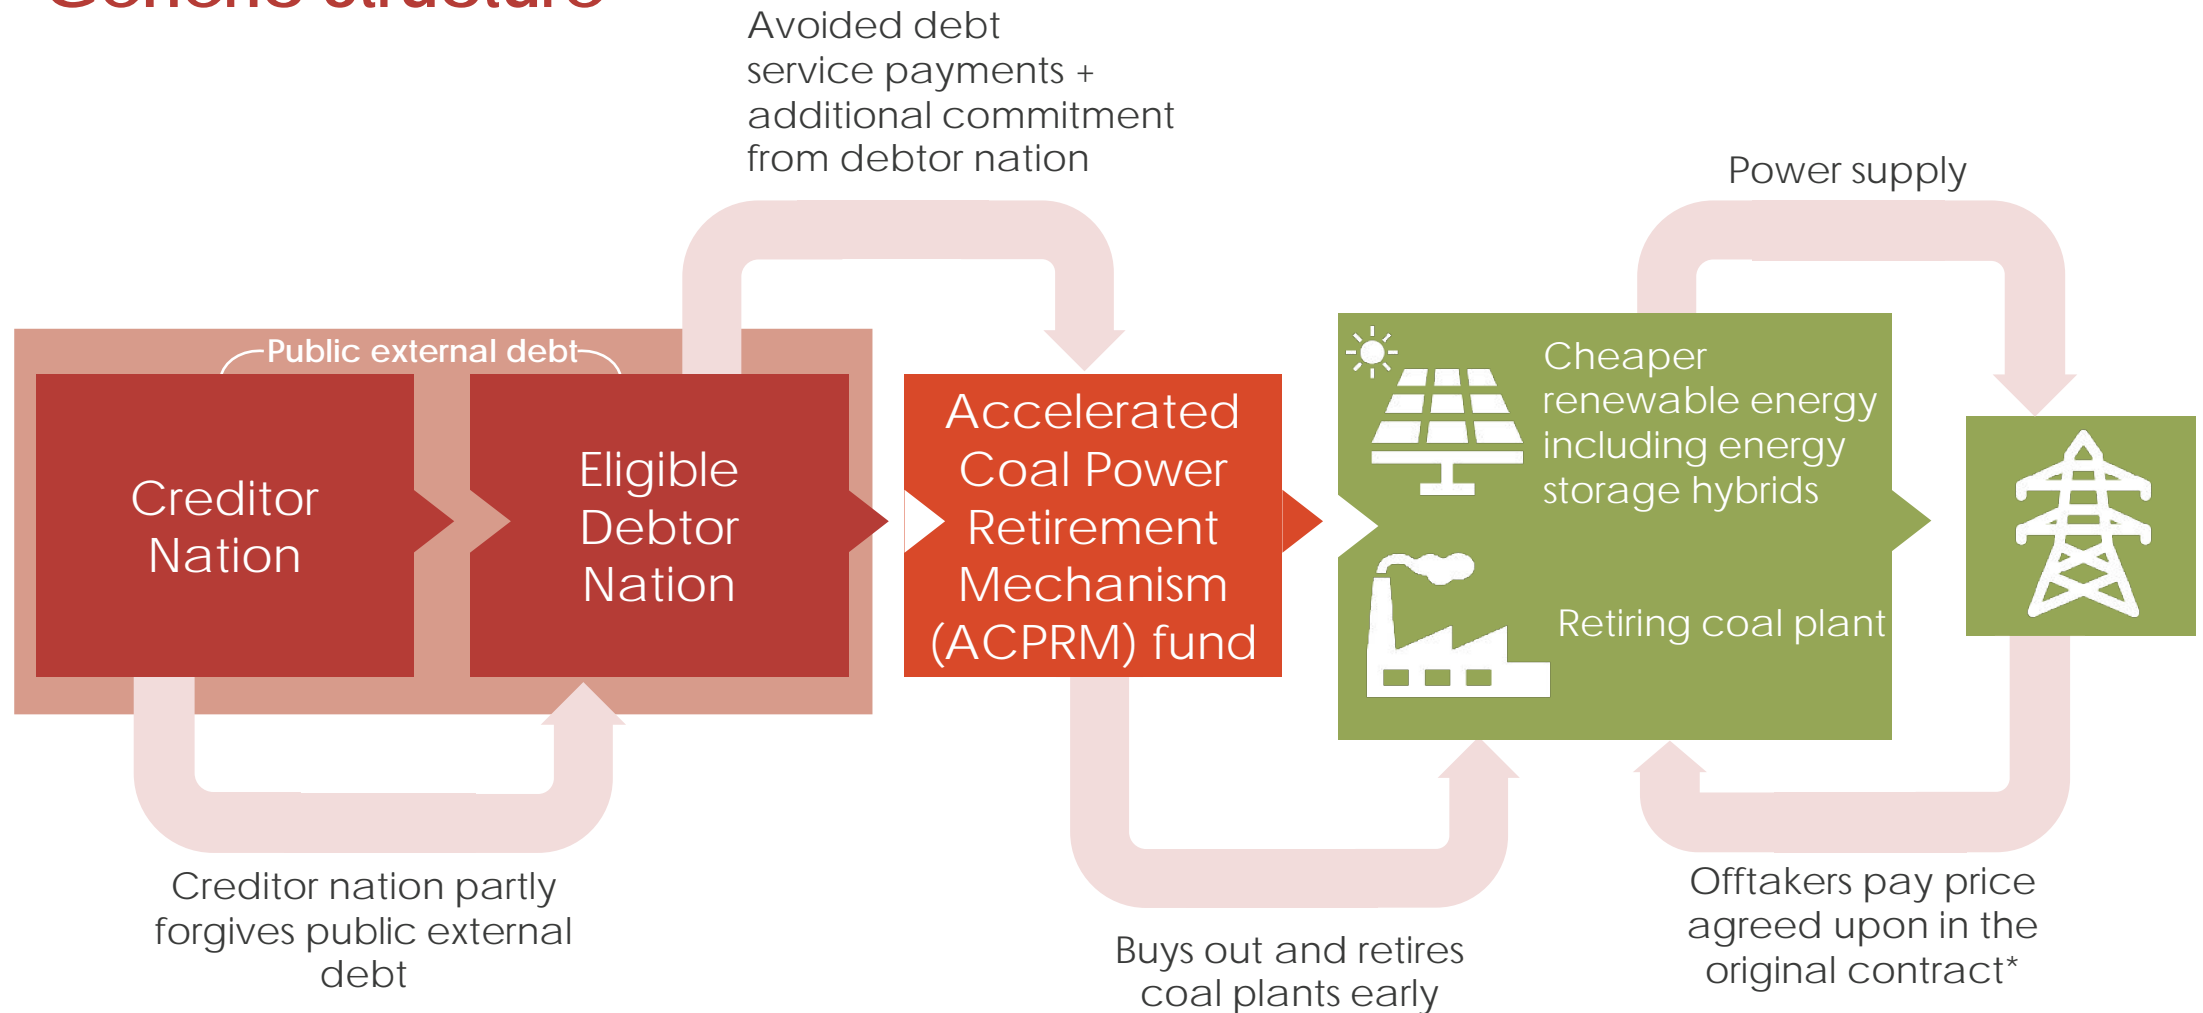 Generic structure
Avoided debt
service payments +
additional commitment
from debtor nation
Power supply
Public external debt
Creditor
Nation
Eligible
Debtor
Nation
Accelerated
Coal Power
Retirement
Mechanism
(ACPRM) fund
Cheaper
renewable energy
including energy
storage hybrids
Retiring coal plant
Creditor nation partly
forgives public external
debt
Buys out and retires
coal plants early
Offtakers pay price
agreed upon in the
original contract*